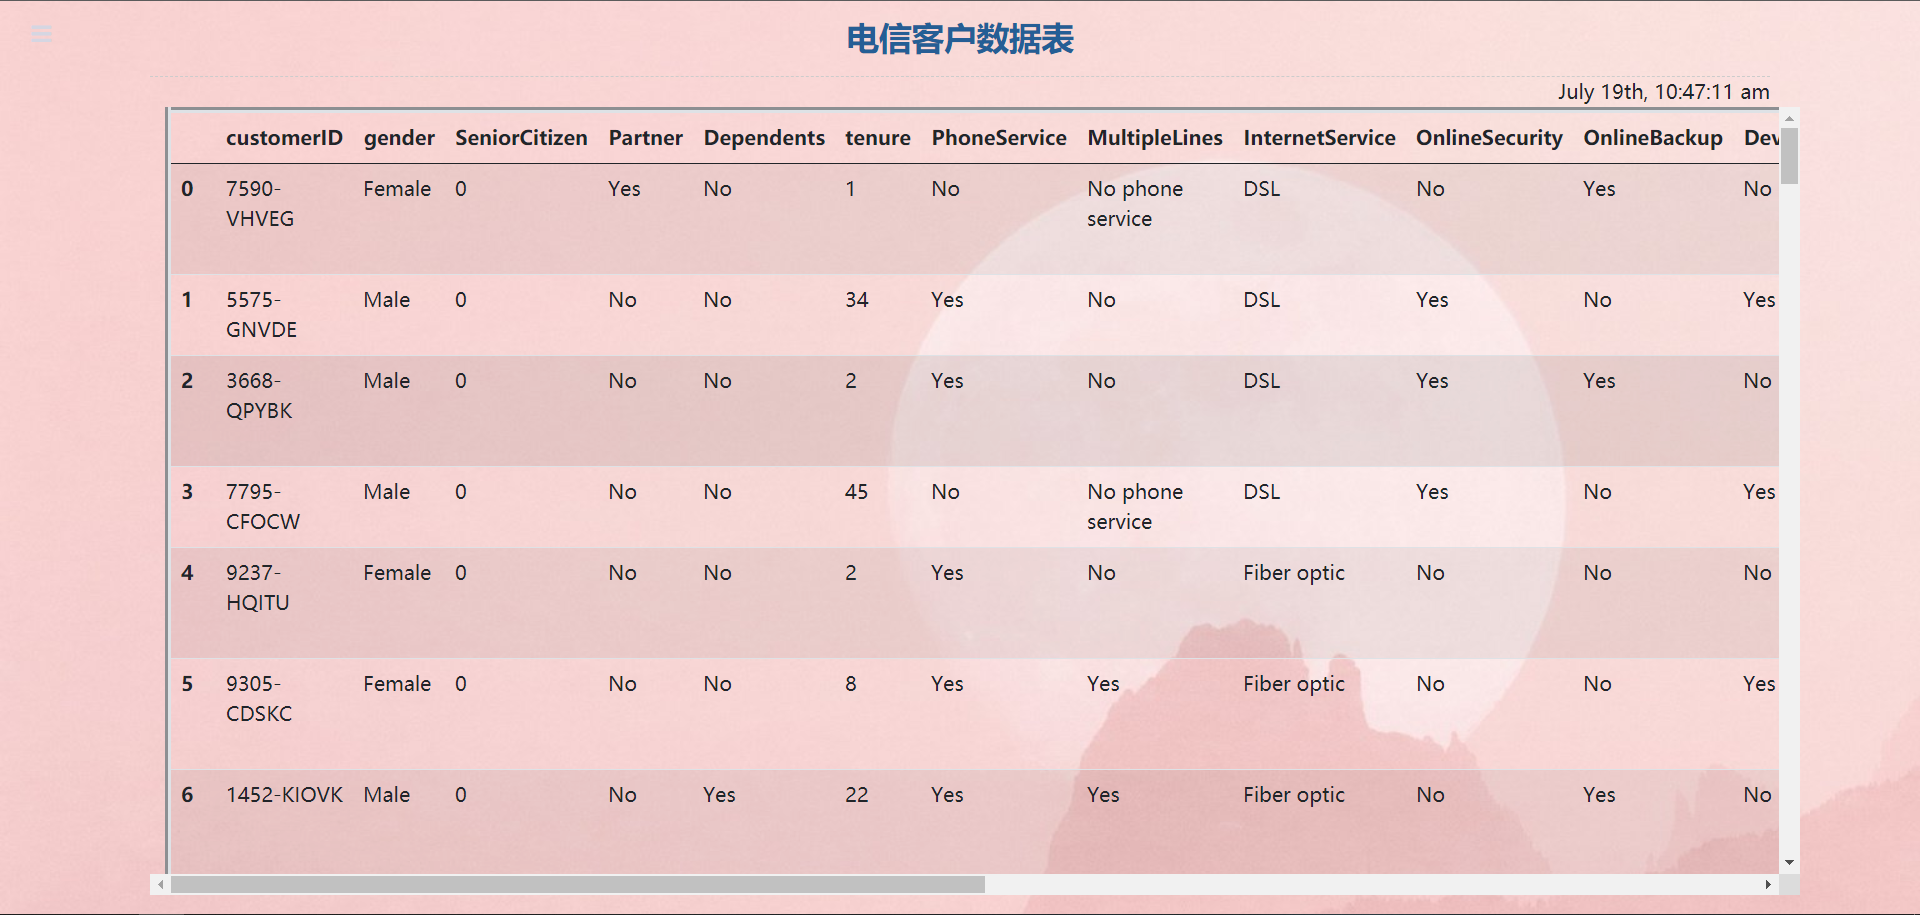 电信客户数据表
July 19th, 10:47:11 am
customerID gender SeniorCitizen Partner Dependents tenure PhoneService MultipleLines InternetService OnlineSecurity OnlineBackup Dev
0 7590-VHVEG Female 0 Yes No 1 No No phone service DSL No Yes No
1 5575-GNVDE Male 0 No No 34 Yes No DSL Yes No Yes
2 3668-QPYBK Male 0 No No 2 Yes No DSL Yes Yes No
3 7795-CFOCW Male 0 No No 45 No No phone service DSL Yes No Yes
4 9237-HQITU Female 0 No No 2 Yes No Fiber optic No No No
5 9305-CDSKC Female 0 No No 8 Yes Yes Fiber optic No No Yes
6 1452-KIOVK Male 0 No Yes 22 Yes Yes Fiber optic No Yes No